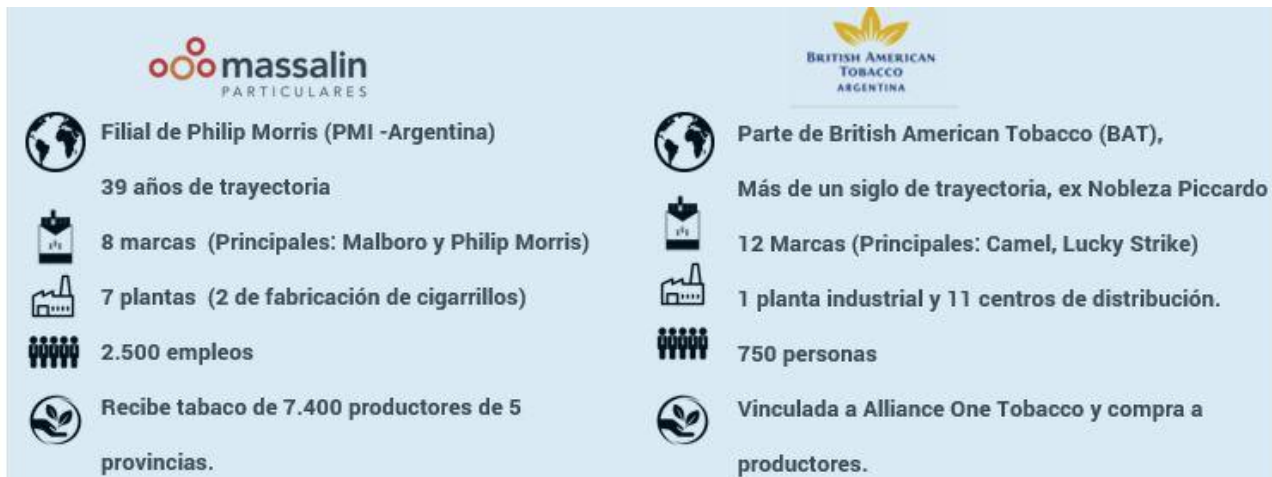 massalin
PARTICULARES
Filial de Philip Morris (PMI -Argentina)
39 años de trayectoria
8 marcas (Principales: Malboro y Philip Morris)
7 plantas (2 de fabricación de cigarrillos)
2.500 empleos
Recibe tabaco de 7.400 productores de 5
provincias.
BRITISH AMERICAN
TOBACCO
ARGENTINA
Parte de British American Tobacco (BAT),
Más de un siglo de trayectoria, ex Nobleza Piccardo
12 Marcas (Principales: Camel, Lucky Strike)
1 planta industrial y 11 centros de distribución.
750 personas
Vinculada a Alliance One Tobacco y compra a
productores.